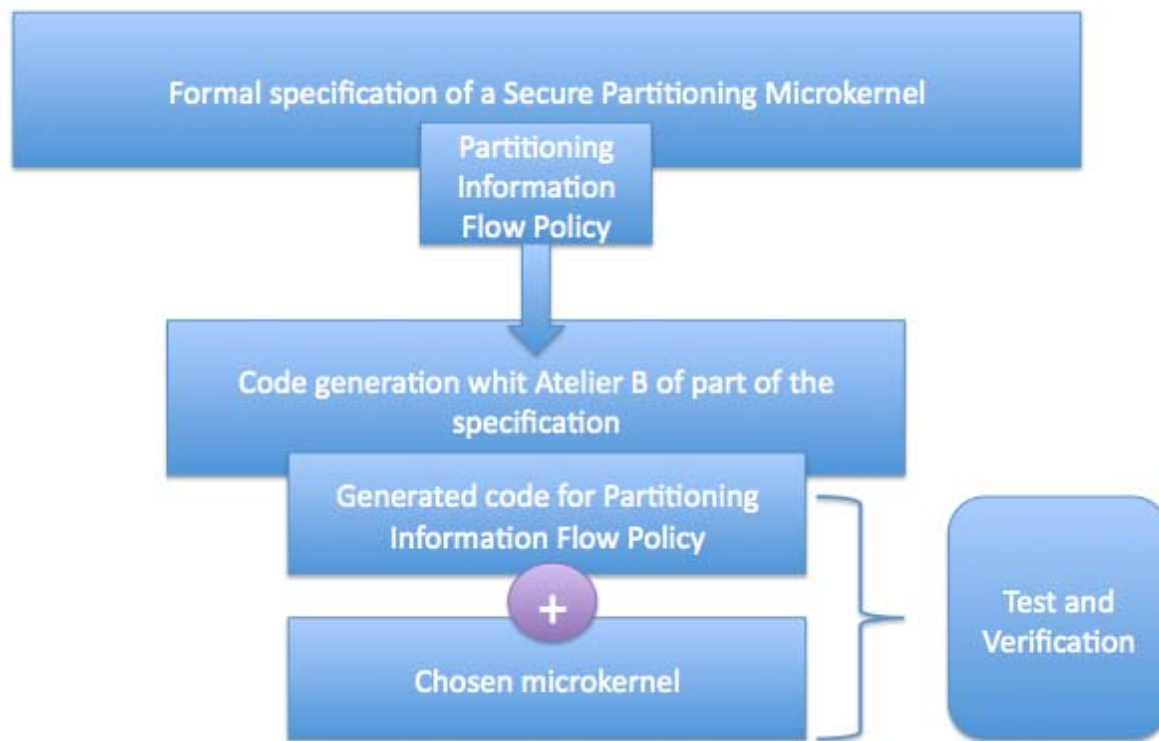 Formal specification of a Secure Partitioning Microkernel
Partitioning
Information
Flow Policy
Code generation whit Atelier B of part of the
specification
Generated code for Partitioning
Information Flow Policy
+
Chosen microkernel
Test and
Verification